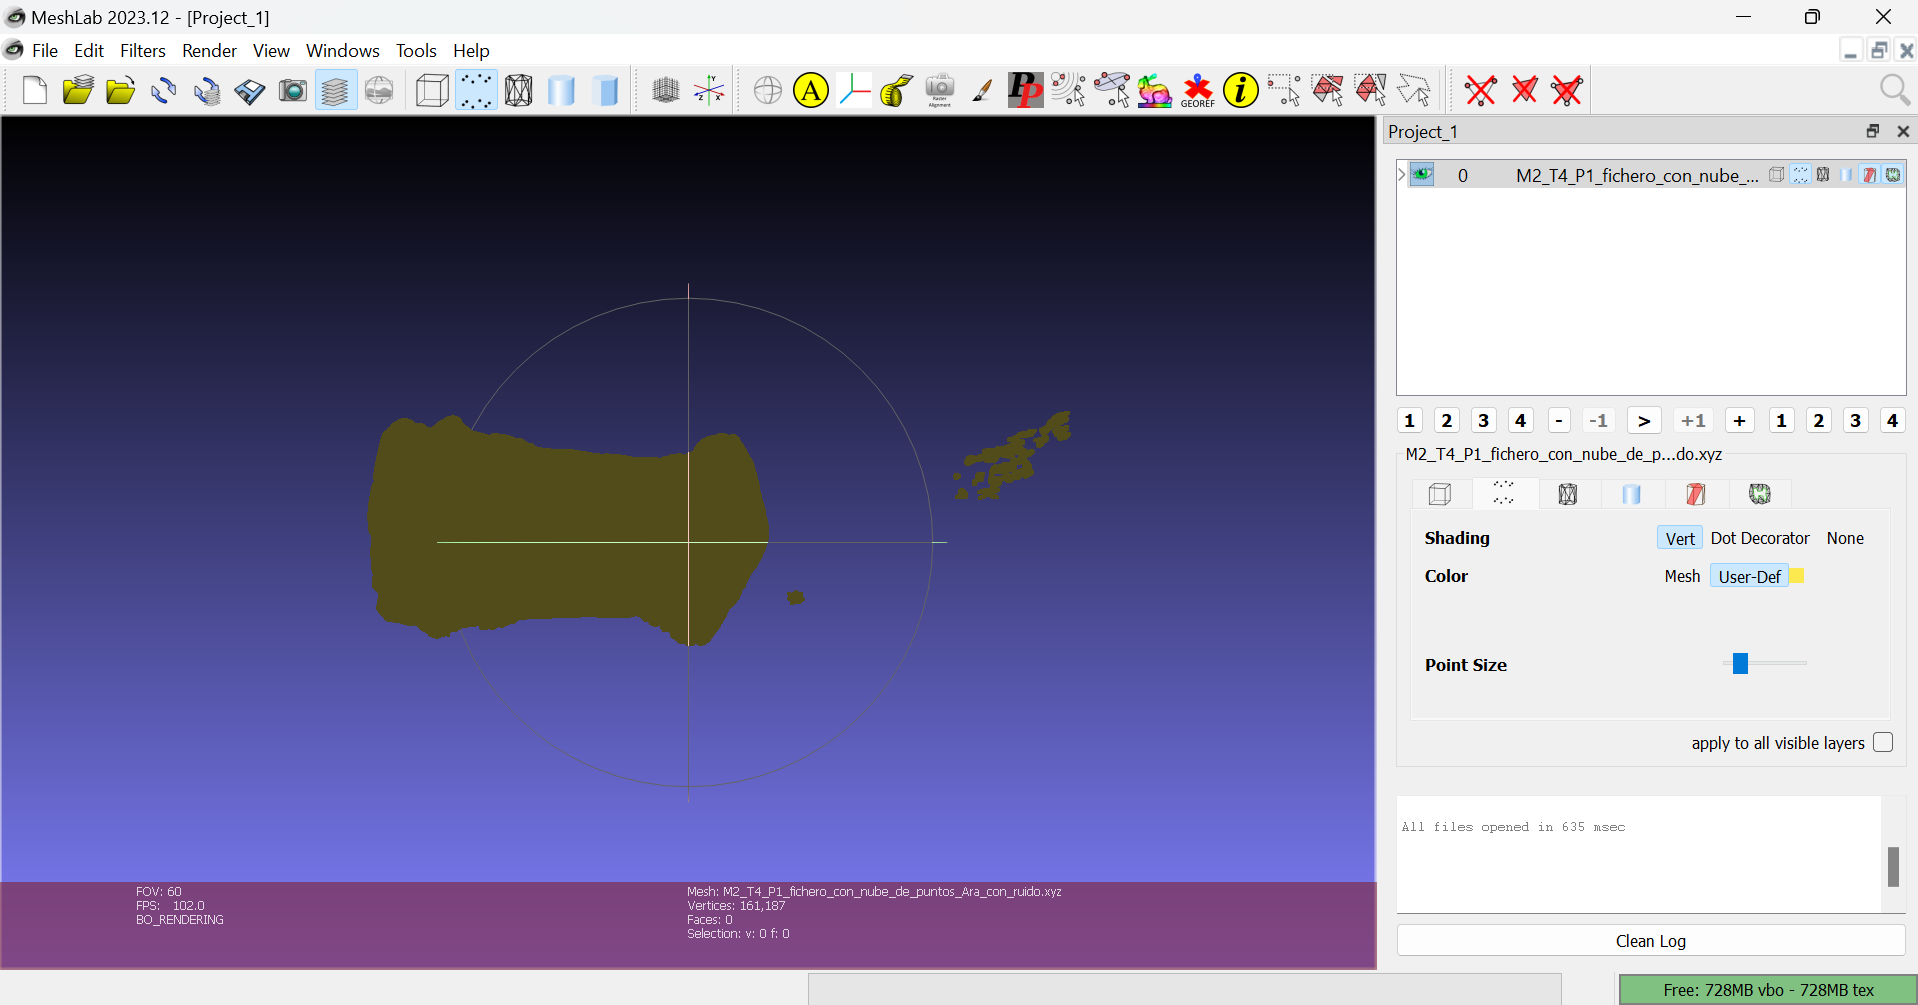 MeshLab 2023.12 - [Project_1]
File Edit Filters Render View Windows Tools Help
A
Raster Alignment
PP
GEOREF
i
Project_1
0 M2_T4_P1_fichero_con_nube_...
1 2 3 4 - -1 > +1 + 1 2 3 4
M2_T4_P1_fichero_con_nube_de_p...do.xyz
Shading Vert Dot Decorator None
Color Mesh User-Def
Point Size
apply to all visible layers
All files opened in 635 msec
Clean Log
FOV: 60
FPS: 102.0
BO_RENDERING
Mesh: M2_T4_P1_fichero_con_nube_de_puntos_Ara_con_ruido.xyz
Vertices: 161,187
Faces: 0
Selection: v: 0 f: 0
Free: 728MB vbo - 728MB tex